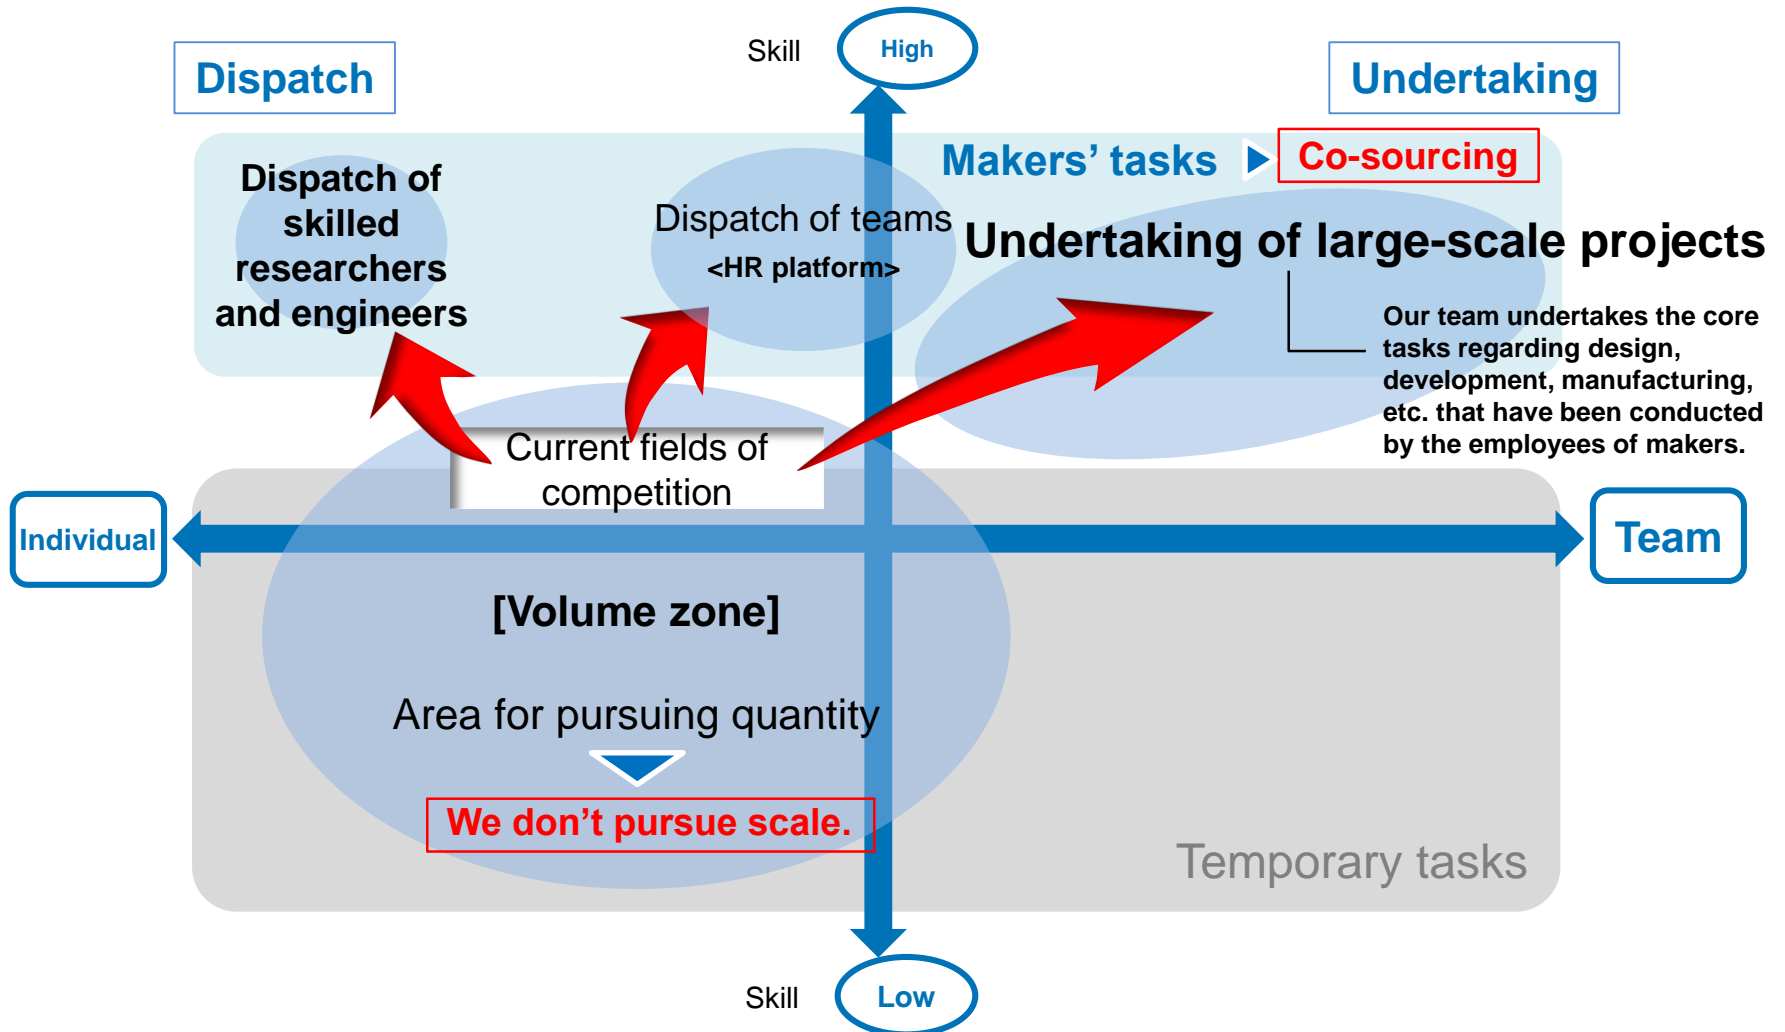 Skill
High
Dispatch
Undertaking
Makers’ tasks
Co-sourcing
Dispatch of
skilled
researchers
and engineers
Dispatch of teams
<HR platform>
Undertaking of large-scale projects
Our team undertakes the core
tasks regarding design,
development, manufacturing,
etc. that have been conducted
by the employees of makers.
Current fields of
competition
Individual
Team
[Volume zone]
Area for pursuing quantity
We don’t pursue scale.
Temporary tasks
Skill
Low